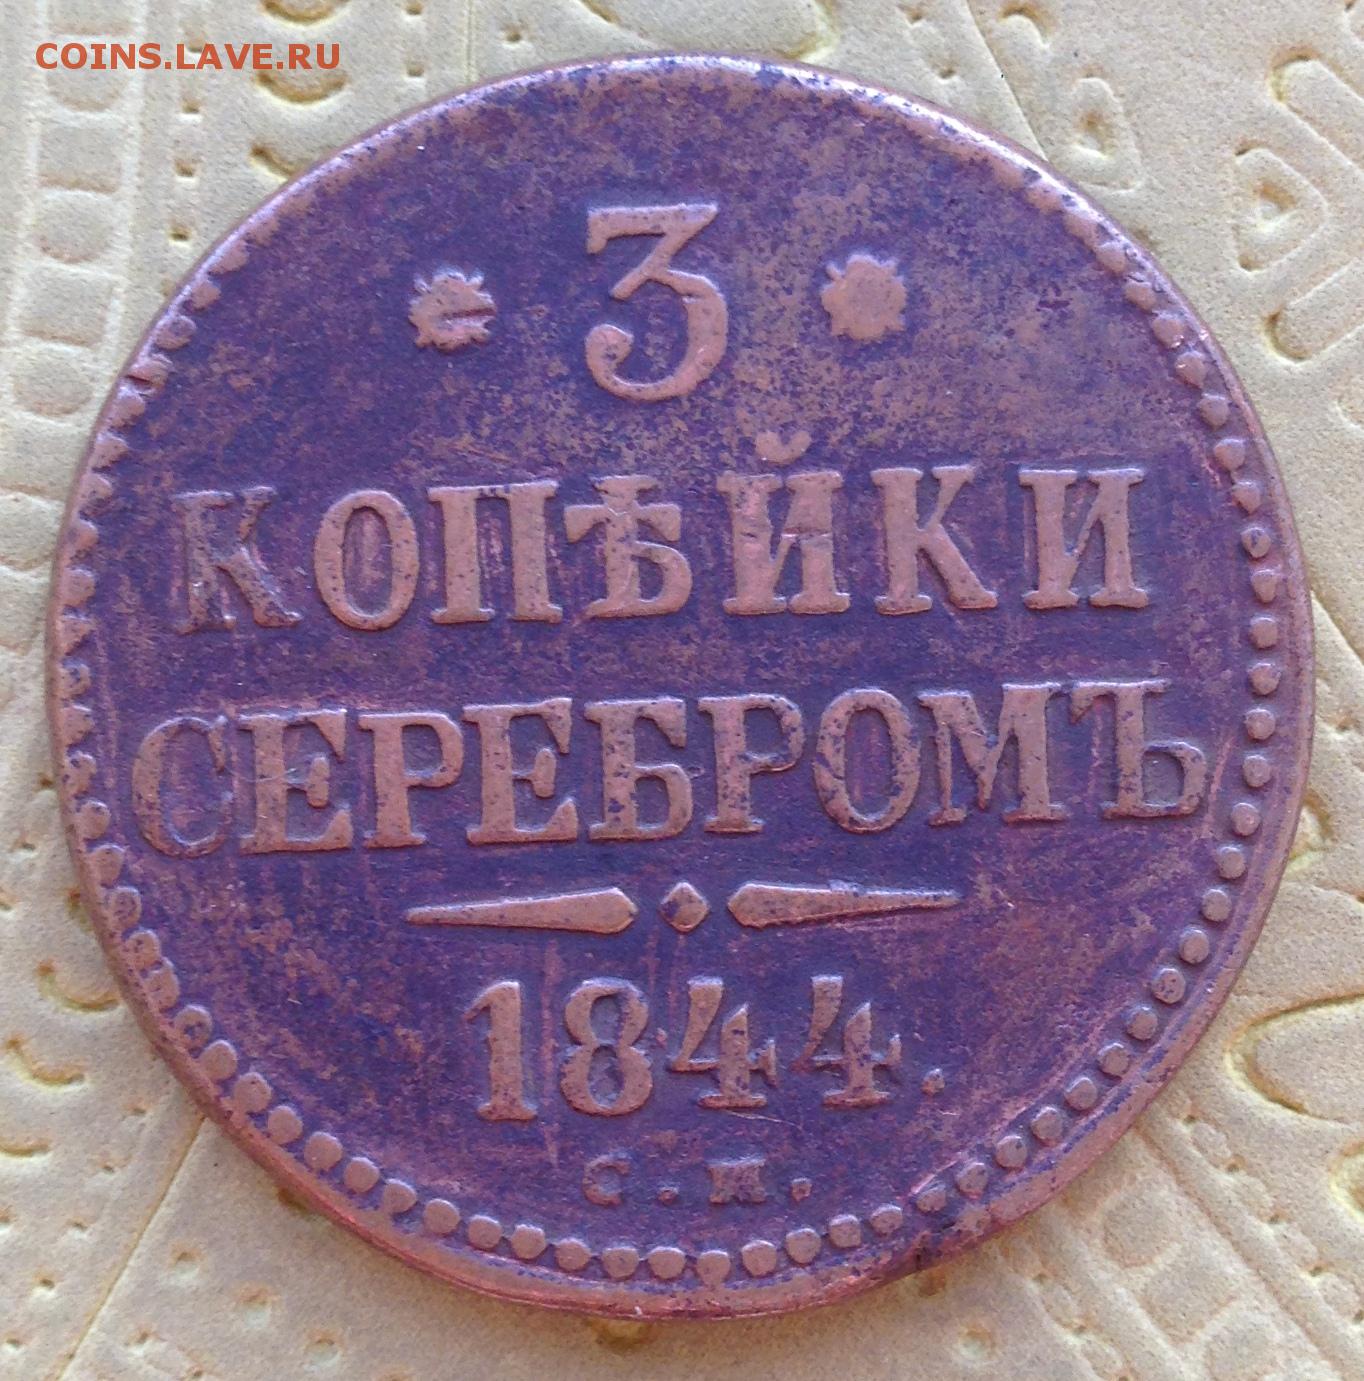 COINS.LAVE.RU
3
КОПѢЙКИ
СЕРЕБРОМЪ
1844.
С.М.